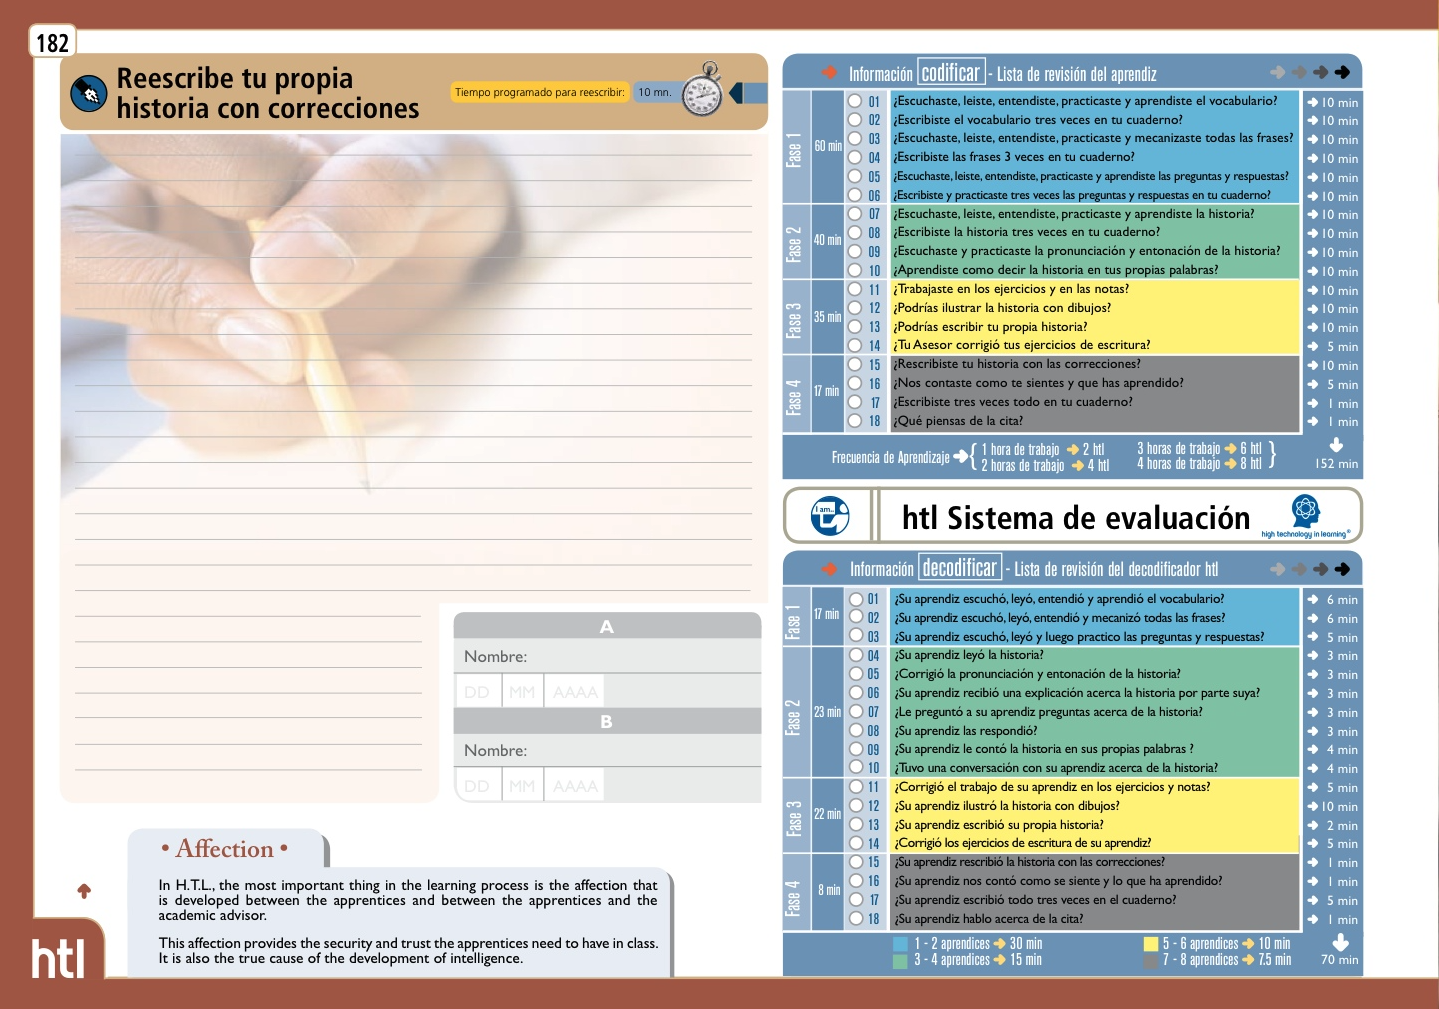 182
Reescribe tu propia
historia con correcciones
Tiempo programado para reescribir:
10 mn.
A
Nombre:
DD MM AAAA
B
Nombre:
DD MM AAAA
• Affection •
In H.T.L., the most important thing in the learning process is the affection that
is developed between the apprentices and between the apprentices and the
academic advisor.
This affection provides the security and trust the apprentices need to have in class.
It is also the true cause of the development of intelligence.
htl
Información codificar - Lista de revisión del aprendiz
Fase 1
60 min
01 ¿Escuchaste, leiste, entendiste, practicaste y aprendiste el vocabulario? 10 min
02 ¿Escribiste el vocabulario tres veces en tu cuaderno? 10 min
03 ¿Escuchaste, leiste, entendiste, practicaste y mecanizaste todas las frases? 10 min
04 ¿Escribiste las frases 3 veces en tu cuaderno? 10 min
05 ¿Escuchaste, leiste, entendiste, practicaste y aprendiste las preguntas y respuestas? 10 min
06 ¿Escribiste y practicaste tres veces las preguntas y respuestas en tu cuaderno? 10 min
Fase 2
40 min
07 ¿Escuchaste, leiste, entendiste, practicaste y aprendiste la historia? 10 min
08 ¿Escribiste la historia tres veces en tu cuaderno? 10 min
09 ¿Escuchaste y practicaste la pronunciación y entonación de la historia? 10 min
10 ¿Aprendiste como decir la historia en tus propias palabras? 10 min
Fase 3
35 min
11 ¿Trabajaste en los ejercicios y en las notas? 10 min
12 ¿Podrías ilustrar la historia con dibujos? 10 min
13 ¿Podrías escribir tu propia historia? 10 min
14 ¿Tu Asesor corrigió tus ejercicios de escritura? 5 min
Fase 4
17 min
15 ¿Rescribiste tu historia con las correcciones? 10 min
16 ¿Nos contaste como te sientes y que has aprendido? 5 min
17 ¿Escribiste tres veces todo en tu cuaderno? 1 min
18 ¿Qué piensas de la cita? 1 min
Frecuencia de Aprendizaje { 1 hora de trabajo 2 htl 3 horas de trabajo 6 htl }
2 horas de trabajo 4 htl 4 horas de trabajo 8 htl
152 min
I am..
htl Sistema de evaluación
high technology in learning®
Información decodificar - Lista de revisión del decodificador htl
Fase 1
17 min
01 ¿Su aprendiz escuchó, leyó, entendió y aprendió el vocabulario? 6 min
02 ¿Su aprendiz escuchó, leyó, entendió y mecanizó todas las frases? 6 min
03 ¿Su aprendiz escuchó, leyó y luego practico las preguntas y respuestas? 5 min
Fase 2
23 min
04 ¿Su aprendiz leyó la historia? 3 min
05 ¿Corrigió la pronunciación y entonación de la historia? 3 min
06 ¿Su aprendiz recibió una explicación acerca la historia por parte suya? 3 min
07 ¿Le preguntó a su aprendiz preguntas acerca de la historia? 3 min
08 ¿Su aprendiz las respondió? 3 min
09 ¿Su aprendiz le contó la historia en sus propias palabras ? 4 min
10 ¿Tuvo una conversación con su aprendiz acerca de la historia? 4 min
Fase 3
22 min
11 ¿Corrigió el trabajo de su aprendiz en los ejercicios y notas? 5 min
12 ¿Su aprendiz ilustró la historia con dibujos? 10 min
13 ¿Su aprendiz escribió su propia historia? 2 min
14 ¿Corrigió los ejercicios de escritura de su aprendiz? 5 min
Fase 4
8 min
15 ¿Su aprendiz rescribió la historia con las correcciones? 1 min
16 ¿Su aprendiz nos contó como se siente y lo que ha aprendido? 1 min
17 ¿Su aprendiz escribió todo tres veces en el cuaderno? 5 min
18 ¿Su aprendiz hablo acerca de la cita? 1 min
1 - 2 aprendices 30 min 5 - 6 aprendices 10 min
3 - 4 aprendices 15 min 7 - 8 aprendices 7.5 min
70 min